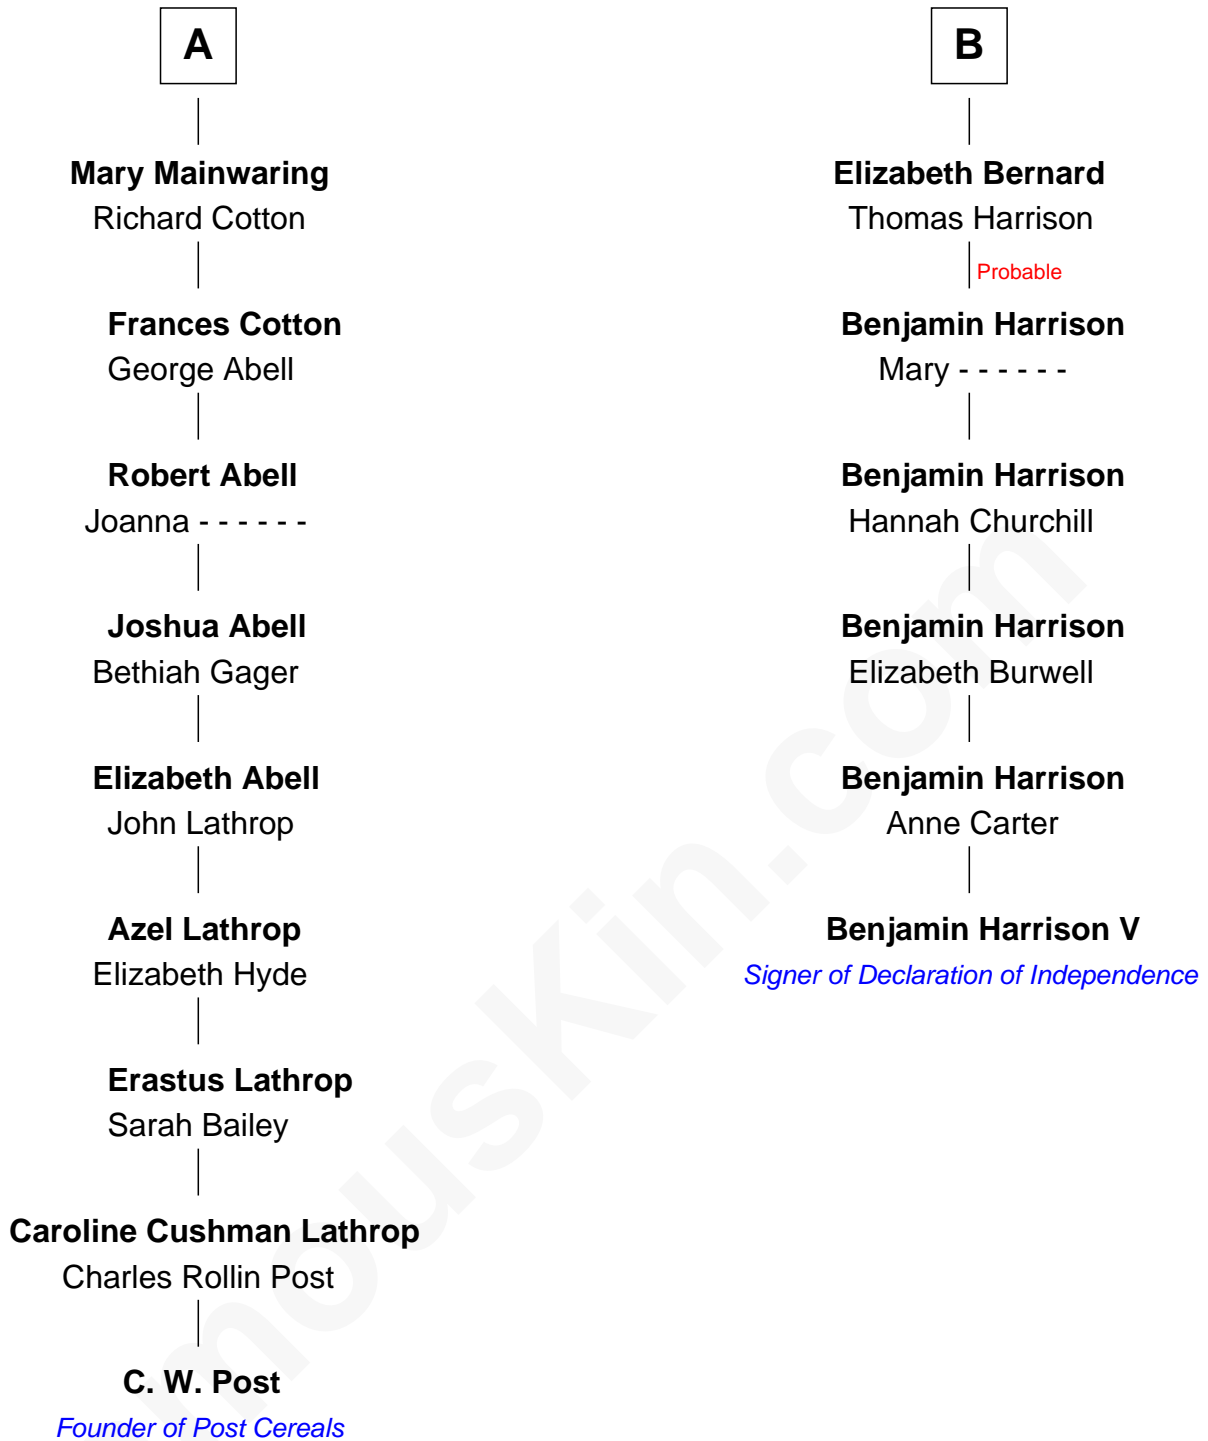 A
Mary Mainwaring
Richard Cotton
Frances Cotton
George Abell
Robert Abell
Joanna - - - - - -
Joshua Abell
Bethiah Gager
Elizabeth Abell
John Lathrop
Azel Lathrop
Elizabeth Hyde
Erastus Lathrop
Sarah Bailey
Caroline Cushman Lathrop
Charles Rollin Post
C. W. Post
Founder of Post Cereals
B
Elizabeth Bernard
Thomas Harrison
Probable
Benjamin Harrison
Mary - - - - - -
Benjamin Harrison
Hannah Churchill
Benjamin Harrison
Elizabeth Burwell
Benjamin Harrison
Anne Carter
Benjamin Harrison V
Signer of Declaration of Independence
mouskin.com